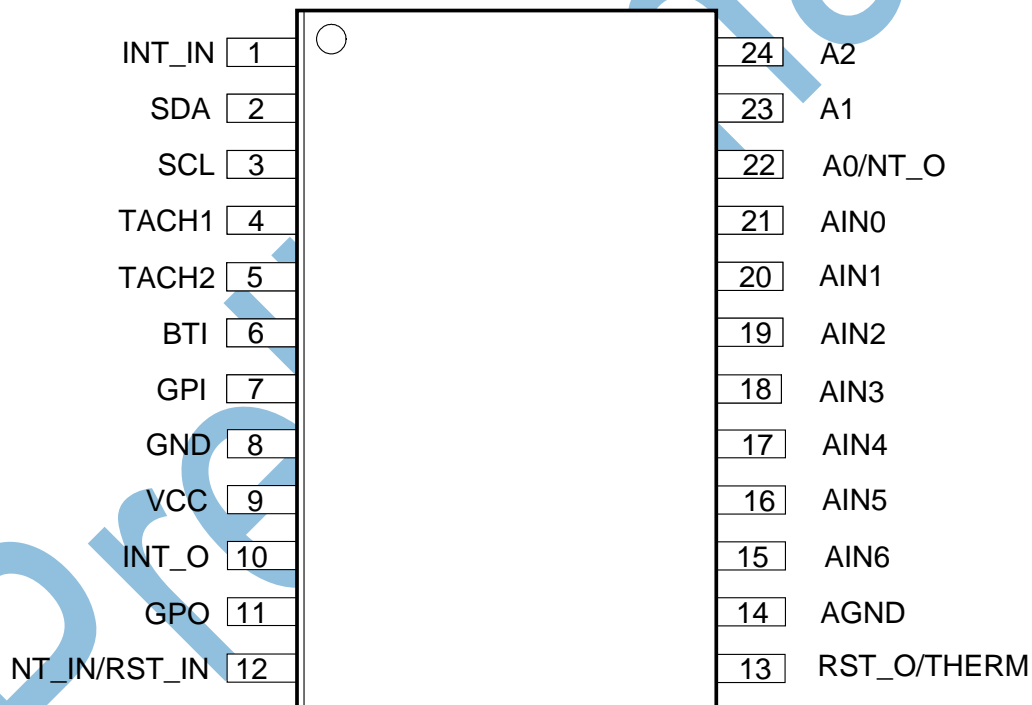 INT_IN 1 24 A2
SDA 2 23 A1
SCL 3 22 A0/NT_O
TACH1 4 21 AIN0
TACH2 5 20 AIN1
BTI 6 19 AIN2
GPI 7 18 AIN3
GND 8 17 AIN4
VCC 9 16 AIN5
INT_O 10 15 AIN6
GPO 11 14 AGND
NT_IN/RST_IN 12 13 RST_O/THERM